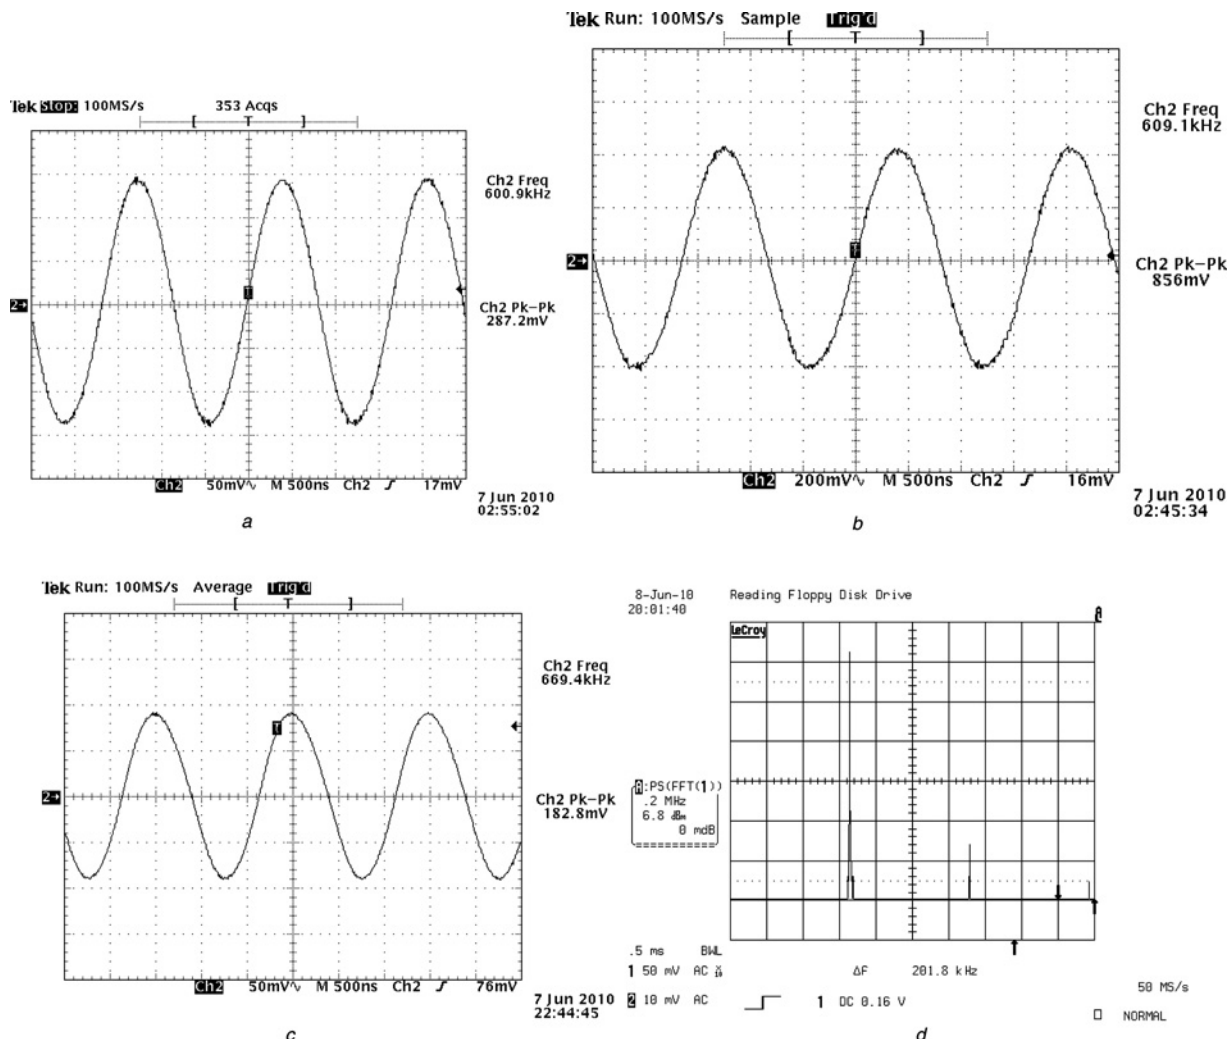 Tek Stop: 100MS/s 353 Acqs
[ T ]
Ch2 Freq
600.9kHz
T
2→
Ch2 Pk-Pk
287.2mV
Ch2 50mV∿ M 500ns Ch2 ƒ 17mV
7 Jun 2010
02:55:02
a
Tek Run: 100MS/s Sample Trig'd
[ T ]
Ch2 Freq
609.1kHz
T
2→
Ch2 Pk-Pk
856mV
Ch2 200mV∿ M 500ns Ch2 ƒ 16mV
7 Jun 2010
02:45:34
b
Tek Run: 100MS/s Average Trig'd
[ T ]
Ch2 Freq
669.4kHz
T
2→
Ch2 Pk-Pk
182.8mV
Ch2 50mV∿ M 500ns Ch2 ƒ 76mV
7 Jun 2010
22:44:45
c
8-Jun-10 Reading Floppy Disk Drive
20:01:40
A
LeCroy
A:PS(FFT(1))
.2 MHz
6.8 dBm
0 mdB
.5 ms BWL
1 50 mV AC X10
ΔF 201.8 kHz
50 MS/s
2 10 mV AC
1 DC 0.16 V
NORMAL
d